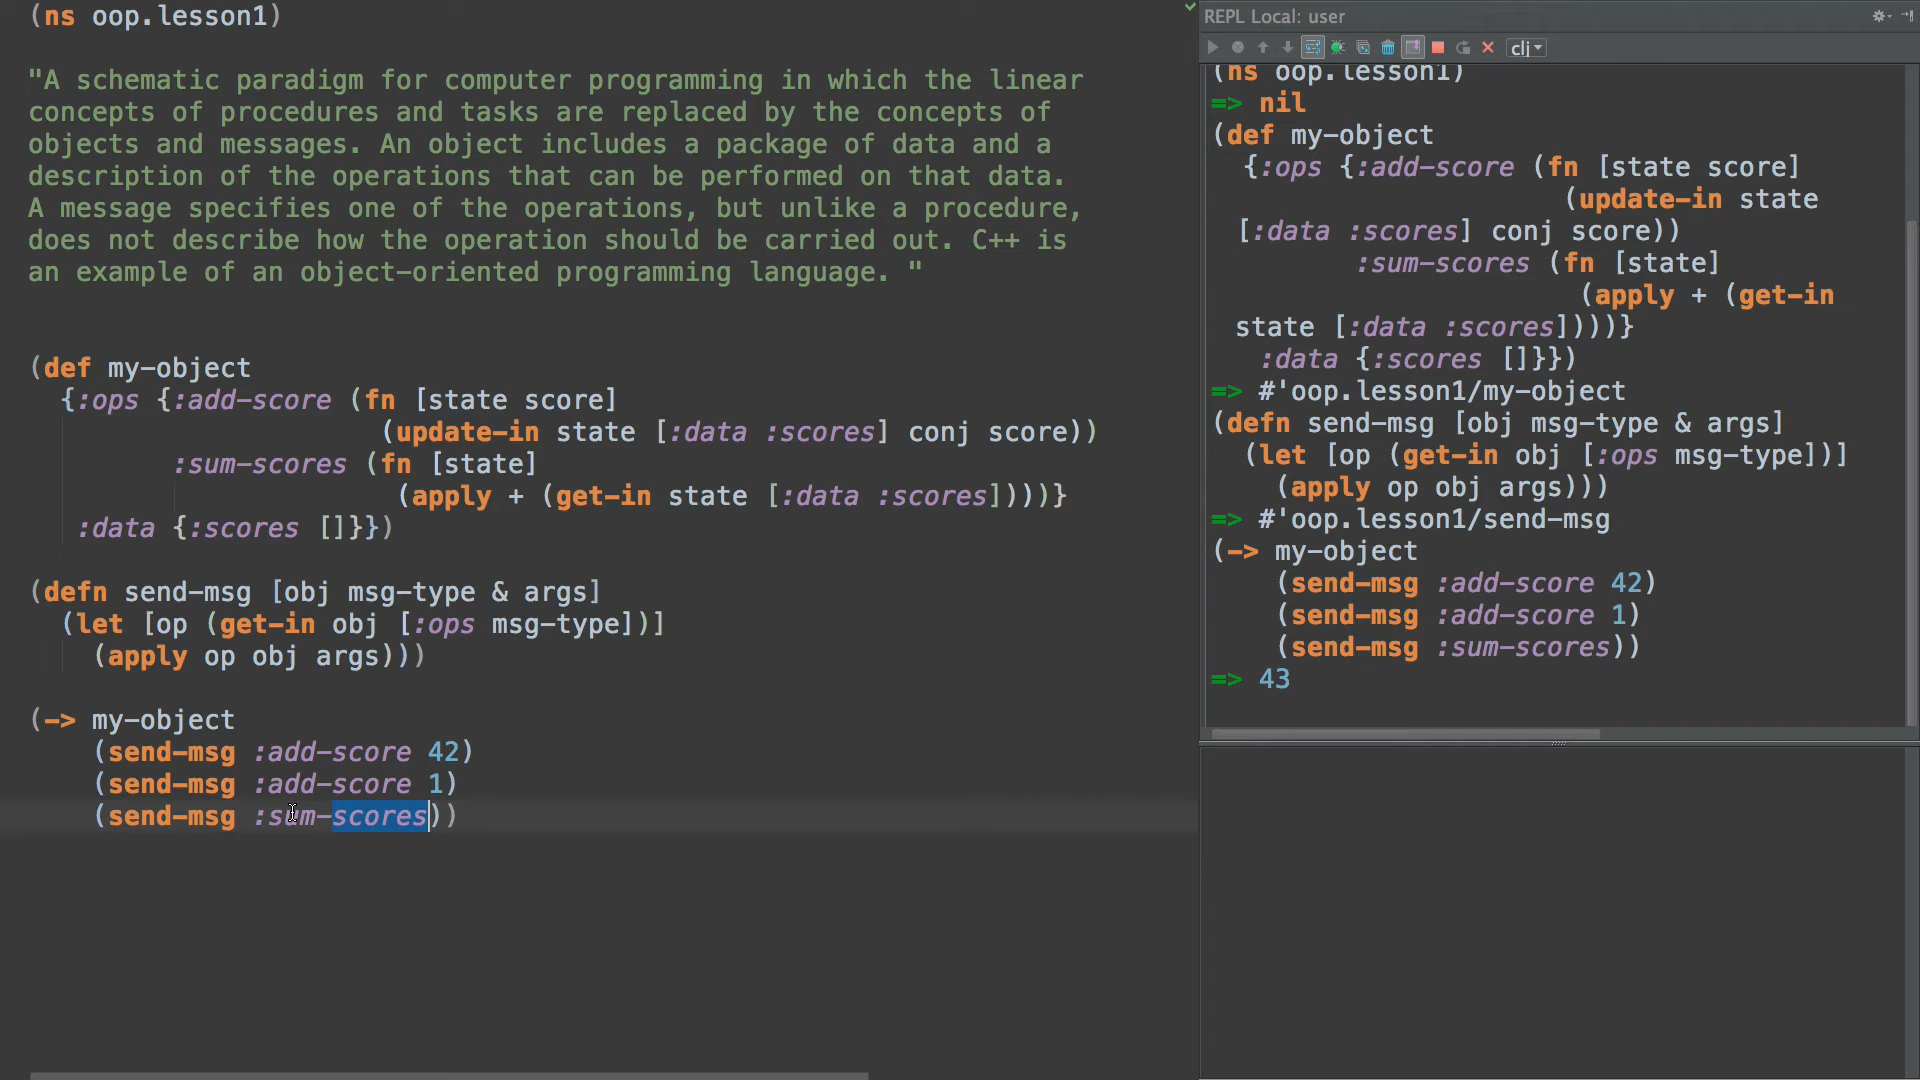 (ns oop.lesson1)
"A schematic paradigm for computer programming in which the linear
concepts of procedures and tasks are replaced by the concepts of
objects and messages. An object includes a package of data and a
description of the operations that can be performed on that data.
A message specifies one of the operations, but unlike a procedure,
does not describe how the operation should be carried out. C++ is
an example of an object-oriented programming language. "
(def my-object
{:ops {:add-score (fn [state score]
(update-in state [:data :scores] conj score))
:sum-scores (fn [state]
(apply + (get-in state [:data :scores])))}
:data {:scores []}})
(defn send-msg [obj msg-type & args]
(let [op (get-in obj [:ops msg-type])]
(apply op obj args)))
(-> my-object
(send-msg :add-score 42)
(send-msg :add-score 1)
(send-msg :sum-scores))
REPL Local: user
clj
(ns oop.lesson1)
=> nil
(def my-object
{:ops {:add-score (fn [state score]
(update-in state
[:data :scores] conj score))
:sum-scores (fn [state]
(apply + (get-in
state [:data :scores])))}
:data {:scores []}})
=> #'oop.lesson1/my-object
(defn send-msg [obj msg-type & args]
(let [op (get-in obj [:ops msg-type])]
(apply op obj args)))
=> #'oop.lesson1/send-msg
(-> my-object
(send-msg :add-score 42)
(send-msg :add-score 1)
(send-msg :sum-scores))
=> 43